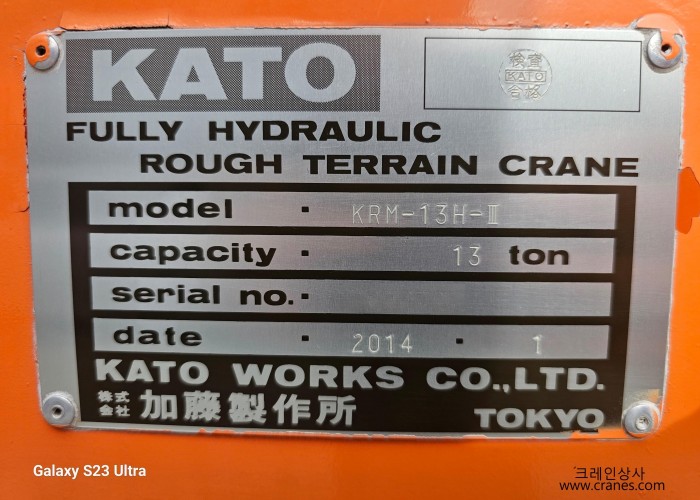 KATO
検査
KATO
合格
FULLY HYDRAULIC
ROUGH TERRAIN CRANE
model · KRM-13H-Ⅲ
capacity · 13 ton
serial no. ·
date · 2014 · 1
KATO WORKS CO.,LTD.
株式会社 加藤製作所 TOKYO
Galaxy S23 Ultra
크레인상사
www.cranes.com